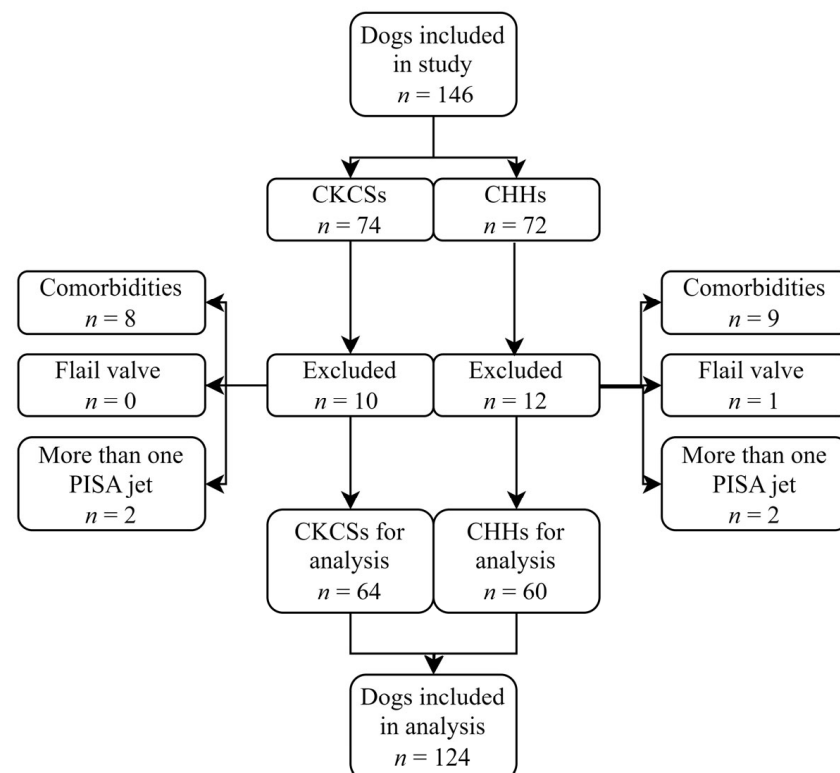 Dogs included
in study
n = 146
CKCSs
n = 74
CHHs
n = 72
Comorbidities
n = 8
Comorbidities
n = 9
Flail valve
n = 0
Excluded
n = 10
Excluded
n = 12
Flail valve
n = 1
More than one
PISA jet
n = 2
More than one
PISA jet
n = 2
CKCSs for
analysis
n = 64
CHHs for
analysis
n = 60
Dogs included
in analysis
n = 124